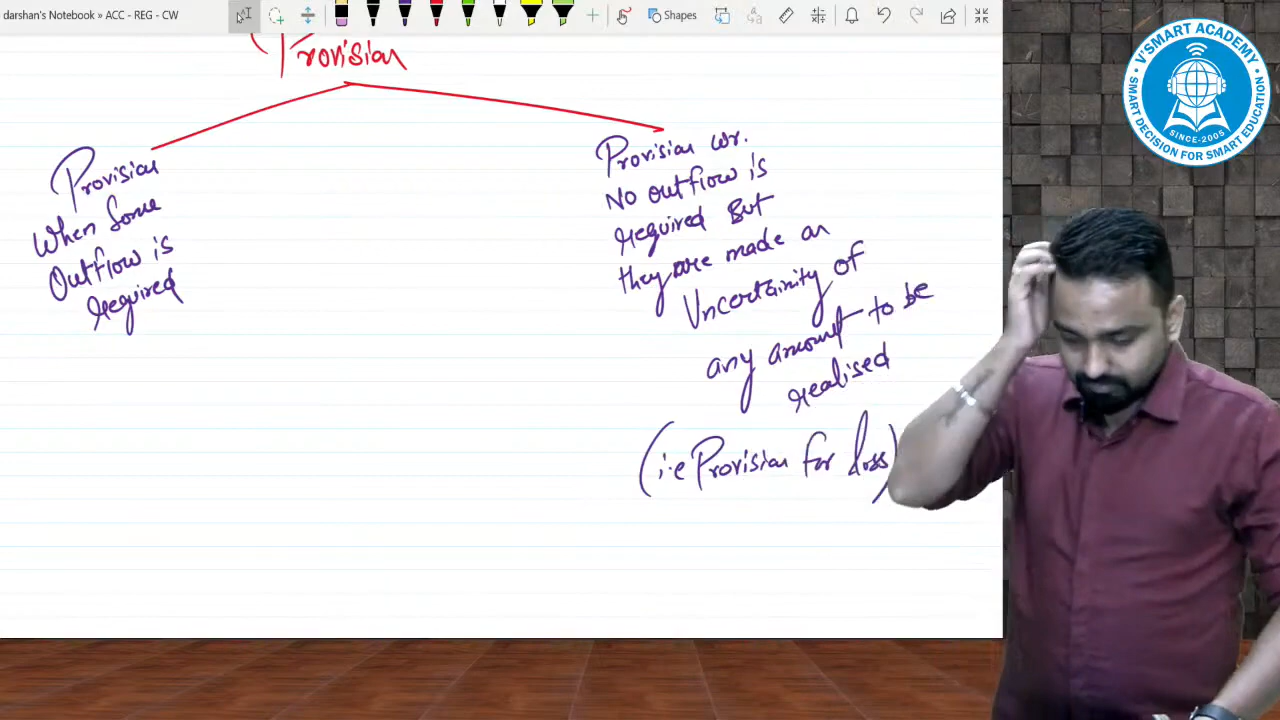 darshan's Notebook » ACC - REG - CW
Shapes
Provision
Provision
When Some
Outflow is
required
Provision wr.
No outflow is
required But
they are made on
Uncertainity of
any amount to be
realised
(i.e Provision for loss)
V'SMART ACADEMY
SINCE-2005
SMART DECISION FOR SMART EDUCATION